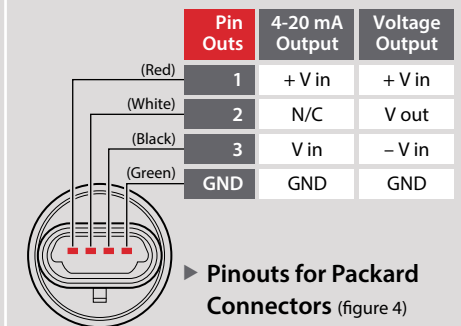 Pin Outs 4-20 mA Output Voltage Output
(Red) 1 + V in + V in
(White) 2 N/C V out
(Black) 3 V in – V in
(Green) GND GND GND
▶ Pinouts for Packard
Connectors (figure 4)